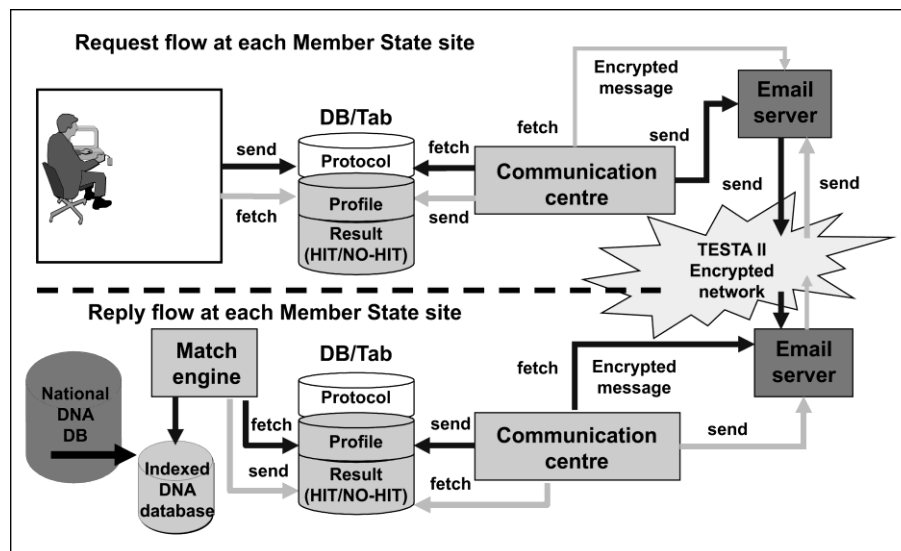 Request flow at each Member State site
DB/Tab
send
fetch
Protocol
Profile
Result
(HIT/NO-HIT)
fetch
send
Communication
centre
fetch
Encrypted
message
send
Email
server
send
send
TESTA II
Encrypted
network
Reply flow at each Member State site
National
DNA
DB
Match
engine
Indexed
DNA
database
fetch
send
DB/Tab
Protocol
Profile
Result
(HIT/NO-HIT)
send
fetch
Communication
centre
fetch
Encrypted
message
send
Email
server